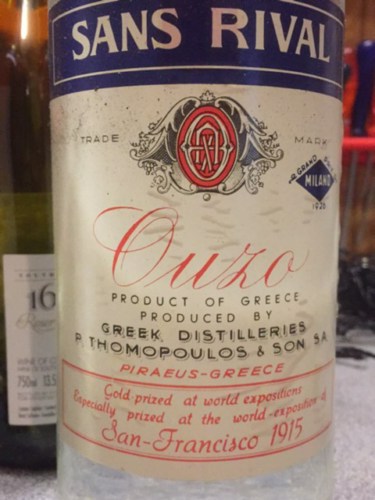 SANS RIVAL
TRADE MARK
GRAND
MILANO
Ouzo
PRODUCT OF GREECE
PRODUCED BY
GREEK DISTILLERIES
P. THOMOPOULOS & SON SA
PIRAEUS-GREECE
Gold prized at world expositions
Especially prized at the world-exposition of
San-Francisco 1915
16
750ml